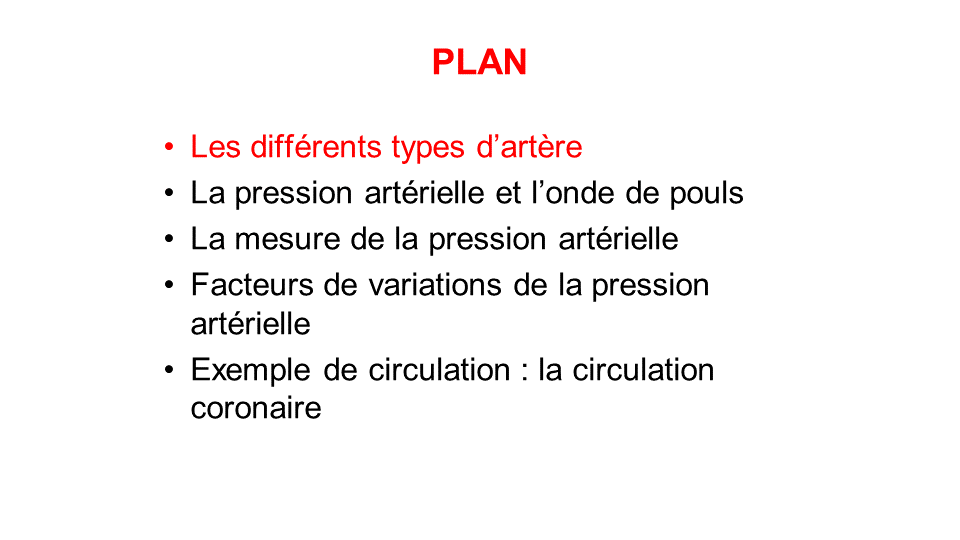 PLAN
• Les différents types d’artère
• La pression artérielle et l’onde de pouls
• La mesure de la pression artérielle
• Facteurs de variations de la pression
artérielle
• Exemple de circulation : la circulation
coronaire